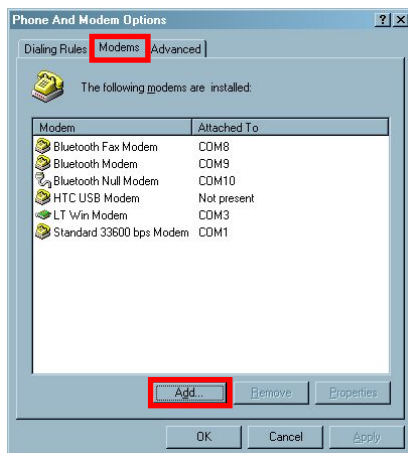 Phone And Modem Options
Dialing Rules Modems Advanced
The following modems are installed:
Modem Attached To
Bluetooth Fax Modem COM8
Bluetooth Modem COM9
Bluetooth Null Modem COM10
HTC USB Modem Not present
LT Win Modem COM3
Standard 33600 bps Modem COM1
Add... Remove Properties
OK Cancel Apply